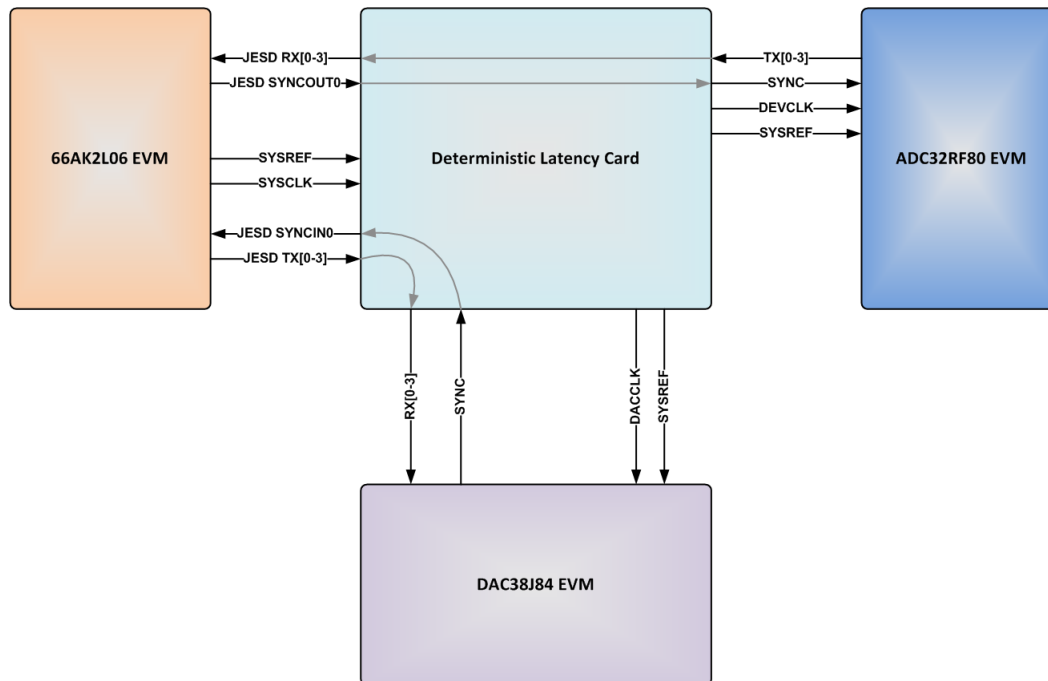 JESD RX[0-3]
TX[0-3]
JESD SYNCOUT0
SYNC
DEVCLK
SYSREF
66AK2L06 EVM
SYSREF
Deterministic Latency Card
ADC32RF80 EVM
SYSCLK
JESD SYNCIN0
JESD TX[0-3]
RX[0-3]
SYNC
DACCLK
SYSREF
DAC38J84 EVM